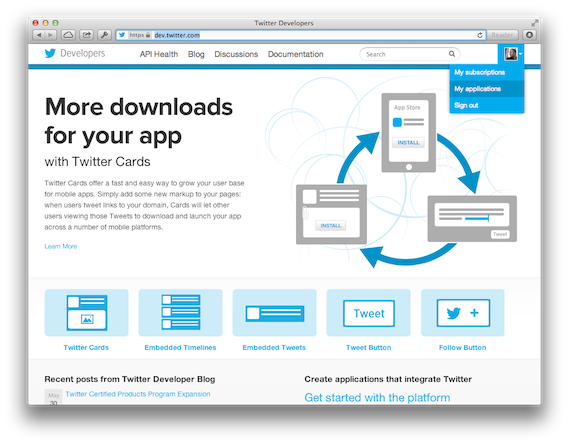 Twitter Developers
https
dev.twitter.com
Reader
Developers
API Health
Blog
Discussions
Documentation
Search
My subscriptions
My applications
Sign out
More downloads
for your app
with Twitter Cards
Twitter Cards offer a fast and easy way to grow your user base
for mobile apps. Simply add some new markup to your pages:
when users tweet links to your domain, Cards will let other
users viewing those Tweets to download and launch your app
across a number of mobile platforms.
Learn More
App Store
INSTALL
INSTALL
Tweet
Tweet
+
Twitter Cards
Embedded Timelines
Embedded Tweets
Tweet Button
Follow Button
Recent posts from Twitter Developer Blog
May
30
Twitter Certified Products Program Expansion
Create applications that integrate Twitter
Get started with the platform